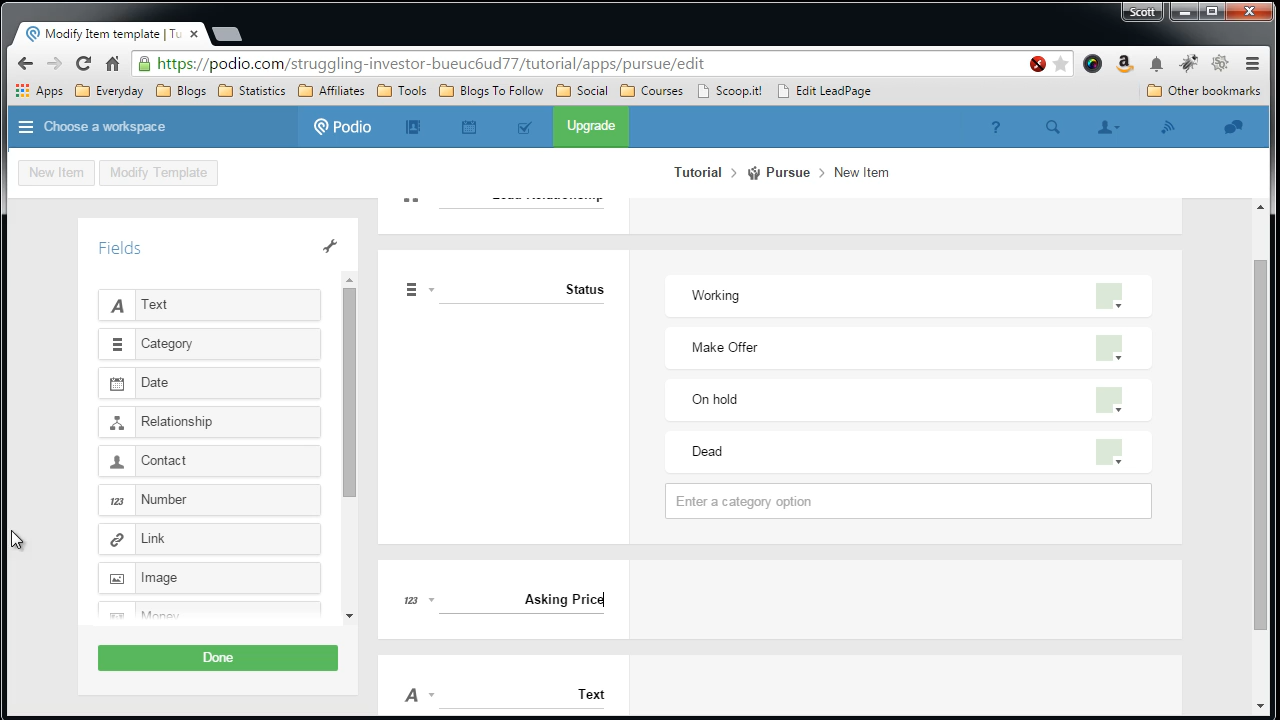 Scott
Modify Item template | Tu
https://podio.com/struggling-investor-bueuc6ud77/tutorial/apps/pursue/edit
Apps Everyday Blogs Statistics Affiliates Tools Blogs To Follow Social Courses Scoop.it! Edit LeadPage Other bookmarks
Choose a workspace Podio Upgrade ?
New Item Modify Template Tutorial > Pursue > New Item
Lead Relationship
Fields
A Text
Category
Date
Relationship
Contact
123 Number
Link
Image
Money
Done
Status
Working
Make Offer
On hold
Dead
Enter a category option
123 Asking Price
A Text